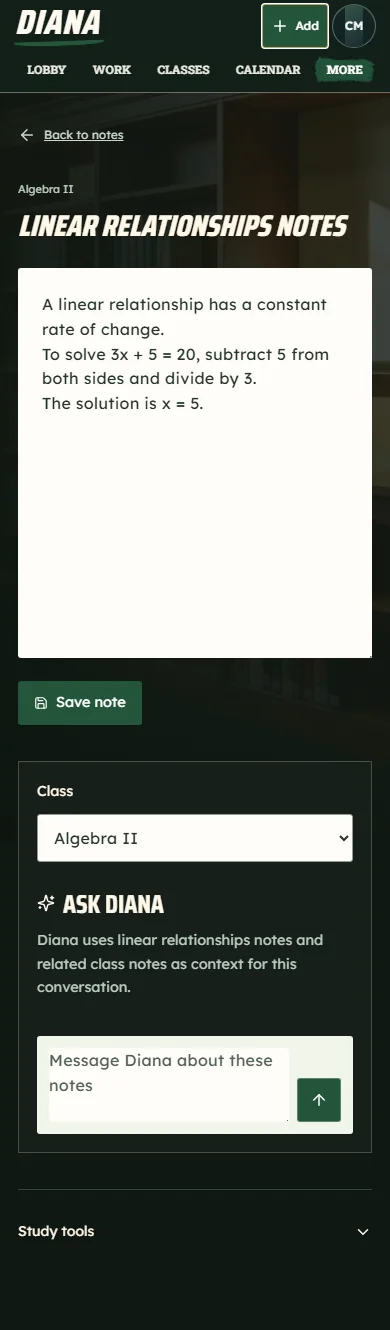 DIANA
+ Add
CM
LOBBY WORK CLASSES CALENDAR MORE
Back to notes
Algebra II
LINEAR RELATIONSHIPS NOTES
A linear relationship has a constant
rate of change.
To solve 3x + 5 = 20, subtract 5 from
both sides and divide by 3.
The solution is x = 5.
Save note
Class
Algebra II
ASK DIANA
Diana uses linear relationships notes and
related class notes as context for this
conversation.
Message Diana about these
notes
Study tools